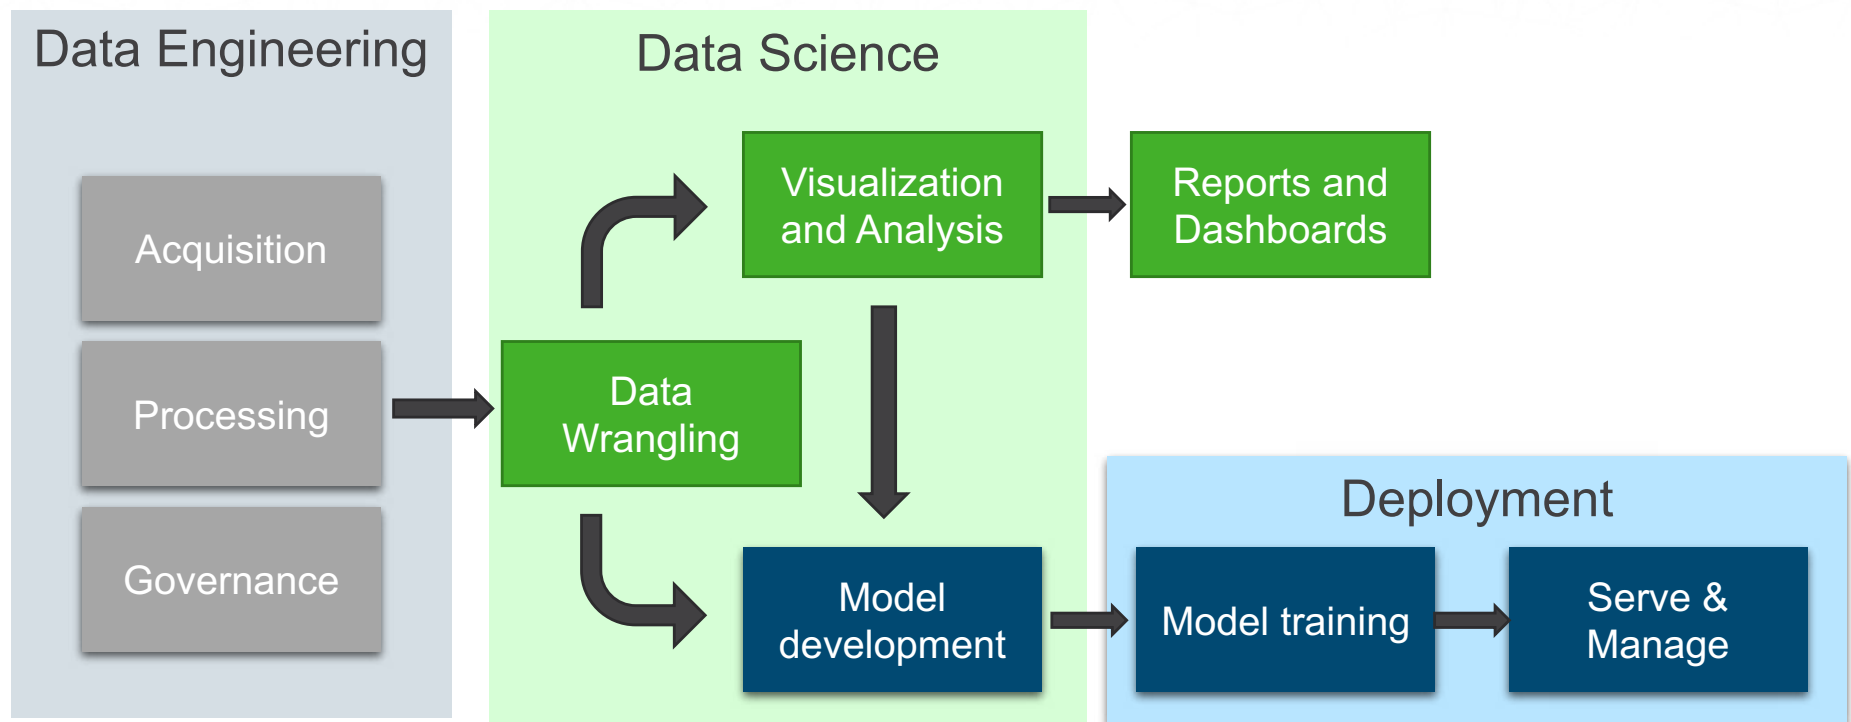 Data Engineering
Acquisition
Processing
Governance
Data Science
Data
Wrangling
Visualization
and Analysis
Model
development
Reports and
Dashboards
Deployment
Model training
Serve &
Manage